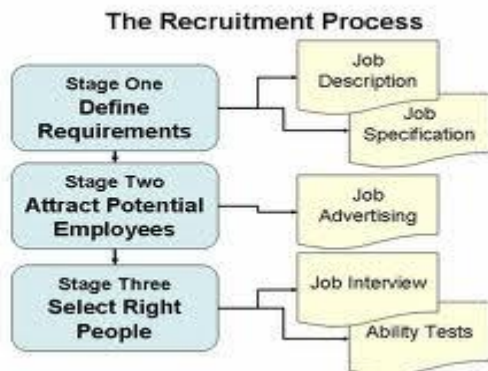 The Recruitment Process
Stage One
Define
Requirements
Job
Description
Job
Specification
Stage Two
Attract Potential
Employees
Job
Advertising
Stage Three
Select Right
People
Job Interview
Ability Tests